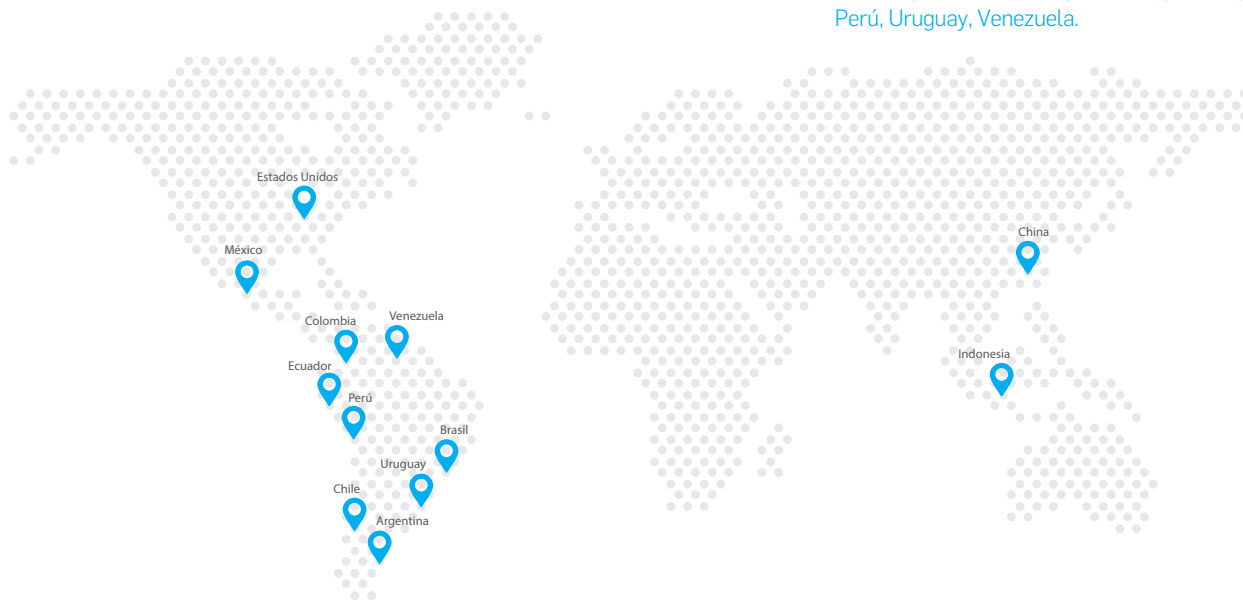 Perú, Uruguay, Venezuela.
Estados Unidos
China
México
Venezuela
Colombia
Indonesia
Ecuador
Perú
Brasil
Uruguay
Chile
Argentina